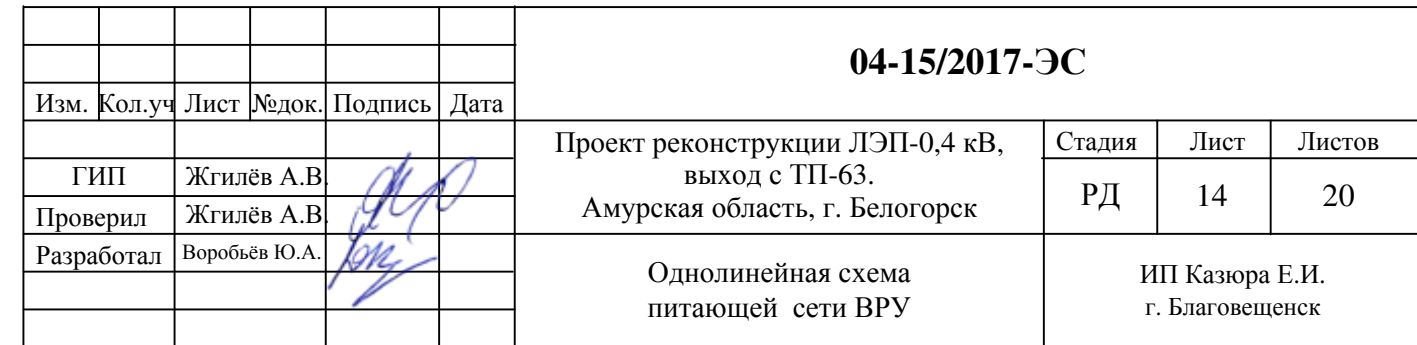 04-15/2017-ЭС
Изм. Кол.уч Лист №док. Подпись Дата
Проект реконструкции ЛЭП-0,4 кВ,
выход с ТП-63.
Амурская область, г. Белогорск
Стадия Лист Листов
РД 14 20
ГИП Жгилёв А.В.
Проверил Жгилёв А.В.
Разработал Воробьёв Ю.А.
Однолинейная схема
питающей сети ВРУ
ИП Казюра Е.И.
г. Благовещенск